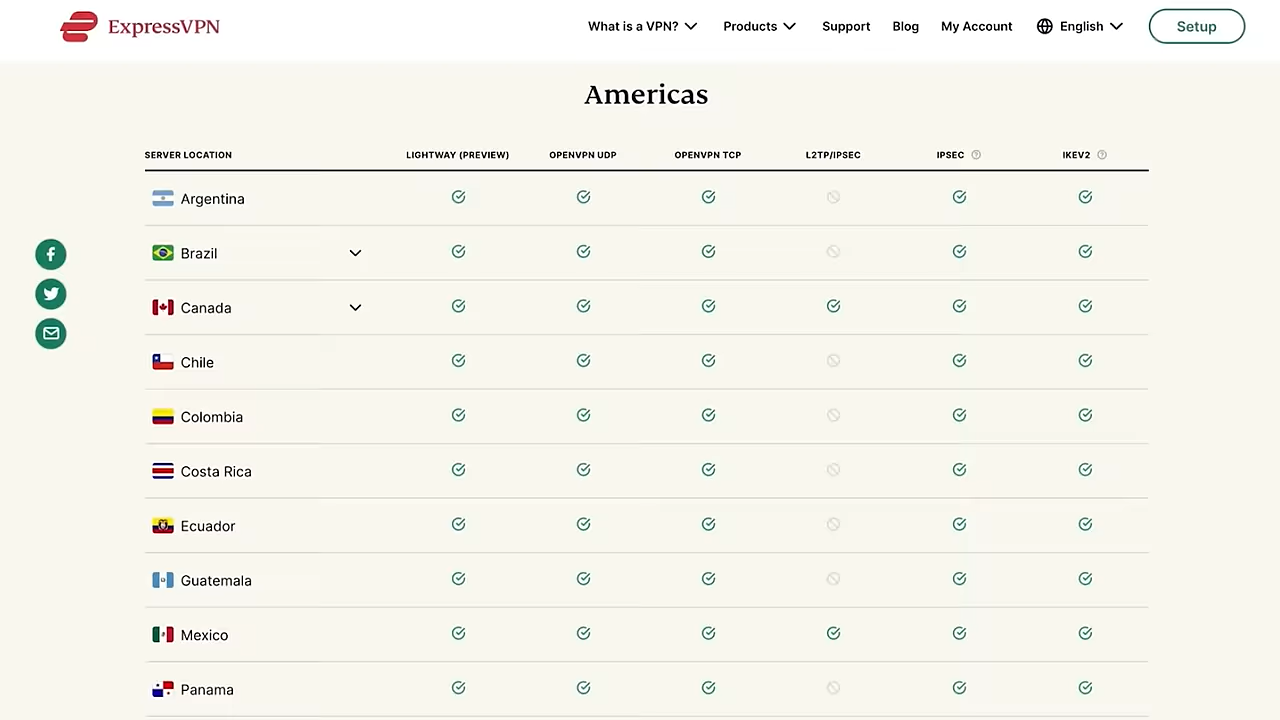 ExpressVPN
What is a VPN? Products Support Blog My Account English Setup
Americas
SERVER LOCATION LIGHTWAY (PREVIEW) OPENVPN UDP OPENVPN TCP L2TP/IPSEC IPSEC ? IKEV2 ?
Argentina
Brazil
Canada
Chile
Colombia
Costa Rica
Ecuador
Guatemala
Mexico
Panama